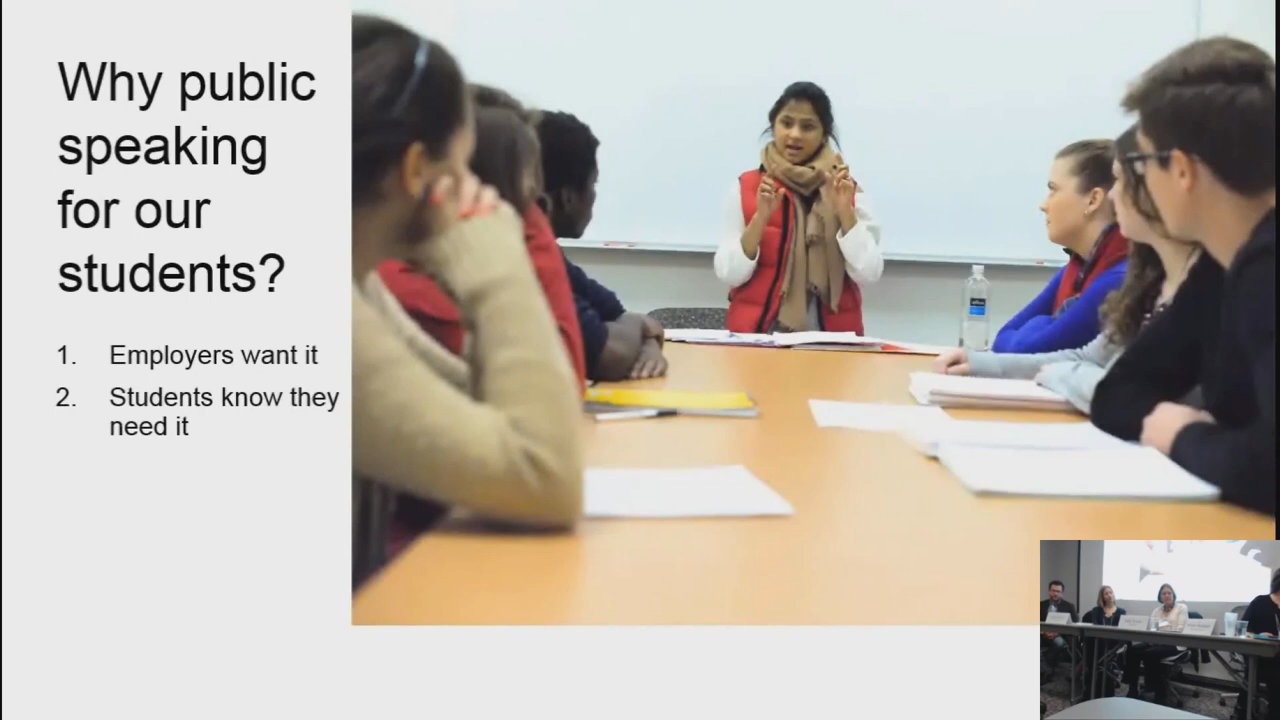 Why public
speaking
for our
students?
1. Employers want it
2. Students know they
need it